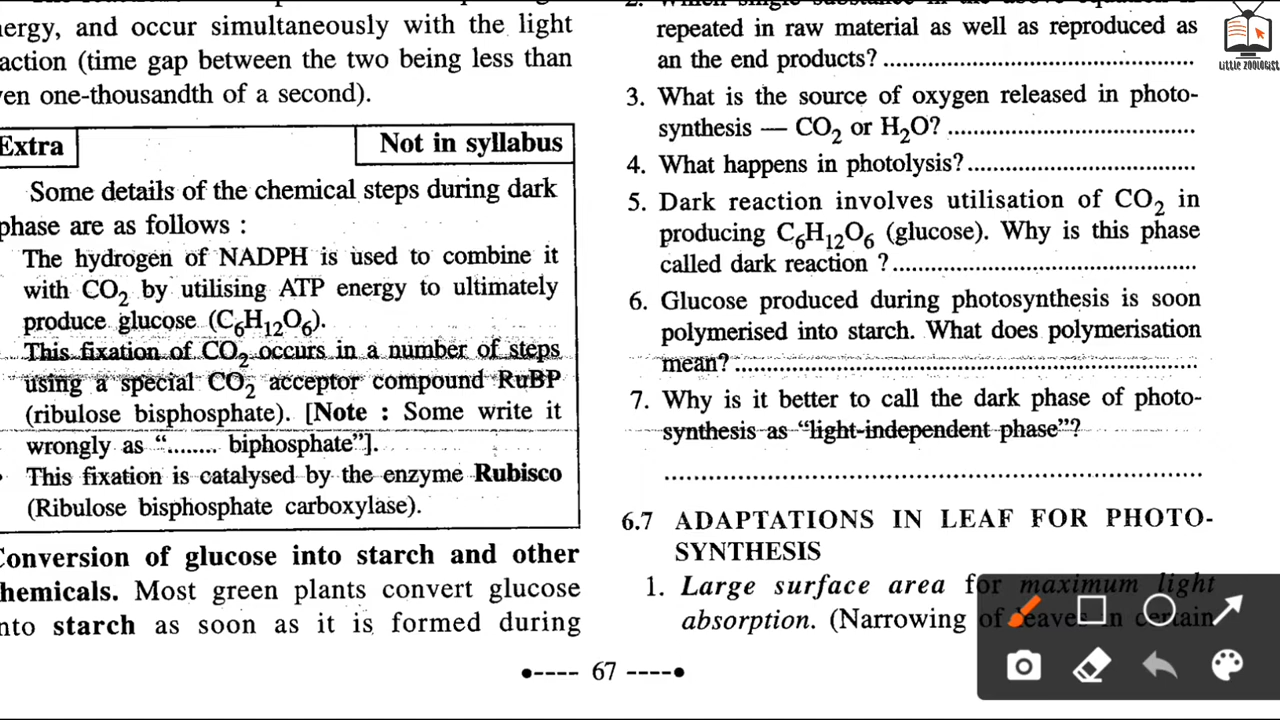 ergy, and occur simultaneously with the light
action (time gap between the two being less than
en one-thousandth of a second).
Extra
Not in syllabus
Some details of the chemical steps during dark
phase are as follows :
The hydrogen of NADPH is used to combine it
with CO₂ by utilising ATP energy to ultimately
produce glucose (C₆H₁₂O₆).
This fixation of CO₂ occurs in a number of steps
using a special CO₂ acceptor compound RuBP
(ribulose bisphosphate). [Note : Some write it
wrongly as “........ biphosphate”].
This fixation is catalysed by the enzyme Rubisco
(Ribulose bisphosphate carboxylase).
Conversion of glucose into starch and other
hemicals. Most green plants convert glucose
nto starch as soon as it is formed during
2. Which single substance in the above equation is
repeated in raw material as well as reproduced as
an the end products? ................................................
3. What is the source of oxygen released in photo-
synthesis — CO₂ or H₂O? ......................................
4. What happens in photolysis?...................................
5. Dark reaction involves utilisation of CO₂ in
producing C₆H₁₂O₆ (glucose). Why is this phase
called dark reaction ?...............................................
6. Glucose produced during photosynthesis is soon
polymerised into starch. What does polymerisation
mean?.......................................................................
7. Why is it better to call the dark phase of photo-
synthesis as “light-independent phase”?
...................................................................................
6.7 ADAPTATIONS IN LEAF FOR PHOTO-
SYNTHESIS
1. Large surface area for maximum light
absorption. (Narrowing of leaves in certain
67
LiTTLE ZOOLOGiST